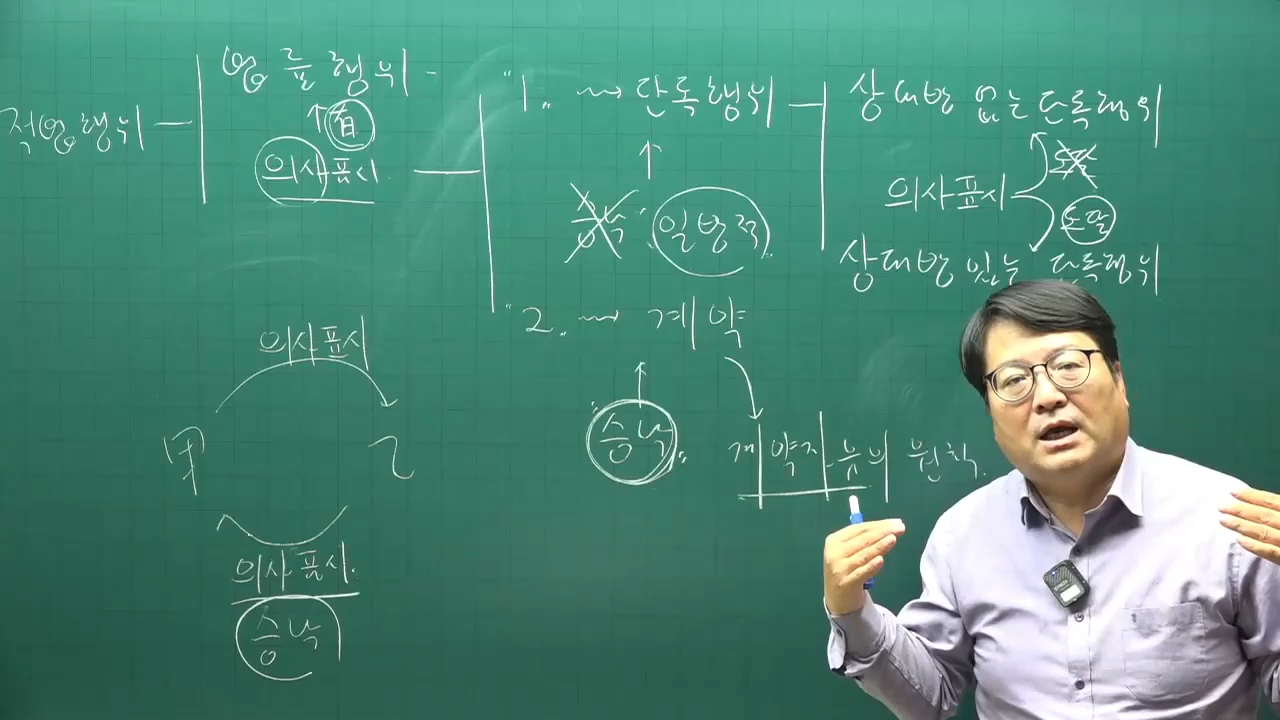 적법행위
법률행위
有
의사표시
1. 단독행위
승낙
일방적
상대방 없는 단독행위
의사표시
도달
상대방 있는 단독행위
2. 계약
승낙
계약자유의 원칙.
의사표시
甲
乙
의사표시.
승낙